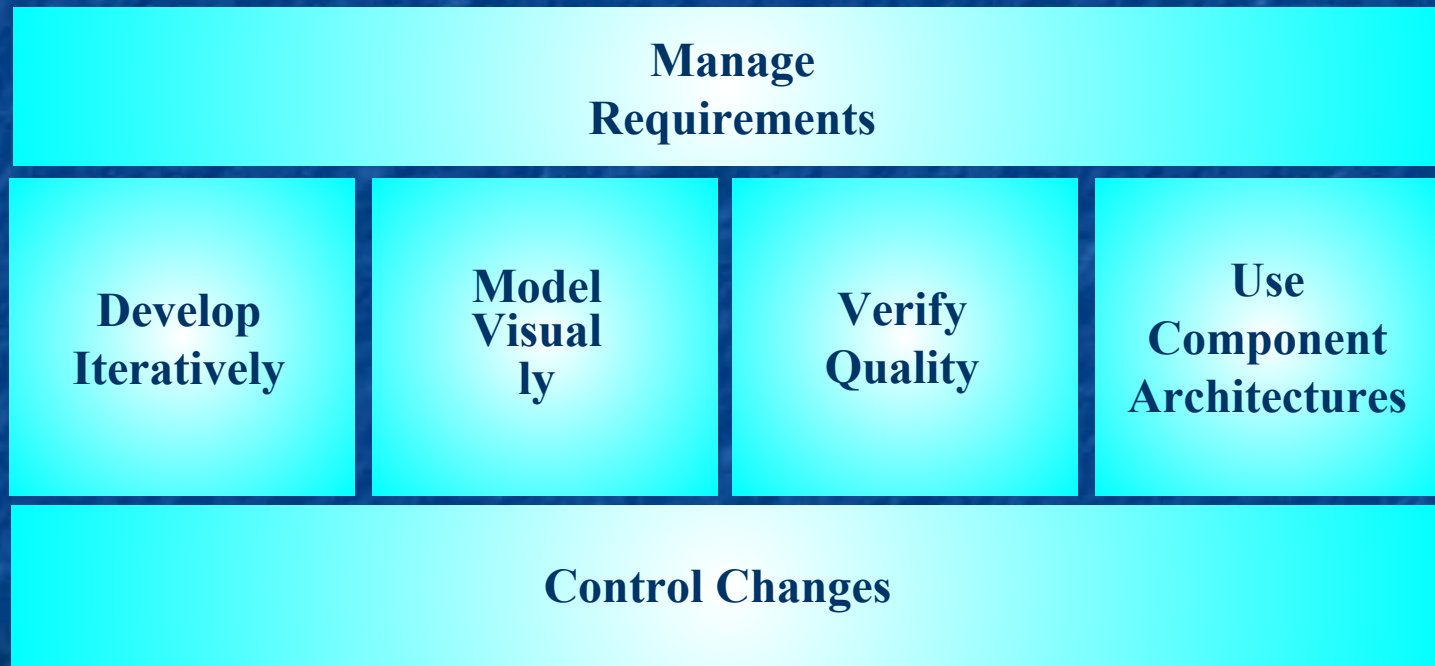 Manage
Requirements
Develop
Iteratively
Model
Visual
ly
Verify
Quality
Use
Component
Architectures
Control Changes